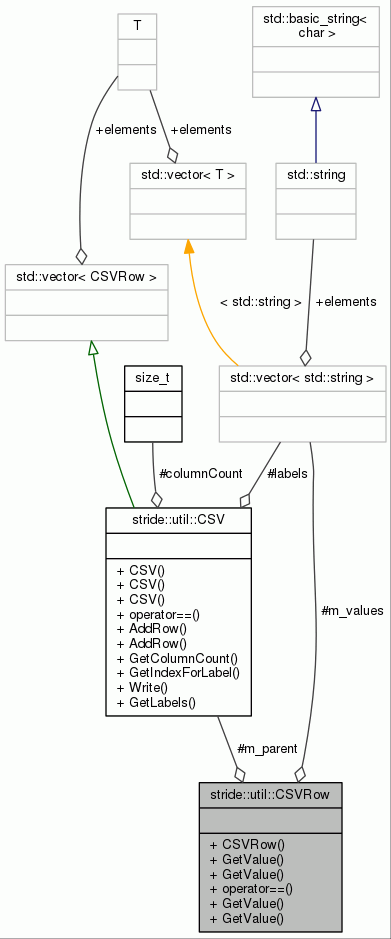 T
std::basic_string<
char >
+elements
+elements
std::vector< T >
std::string
std::vector< CSVRow >
< std::string >
+elements
size_t
std::vector< std::string >
#columnCount
#labels
stride::util::CSV
+ CSV()
+ CSV()
+ CSV()
+ operator==()
+ AddRow()
+ AddRow()
+ GetColumnCount()
+ GetIndexForLabel()
+ Write()
+ GetLabels()
#m_values
#m_parent
stride::util::CSVRow
+ CSVRow()
+ GetValue()
+ GetValue()
+ operator==()
+ GetValue()
+ GetValue()